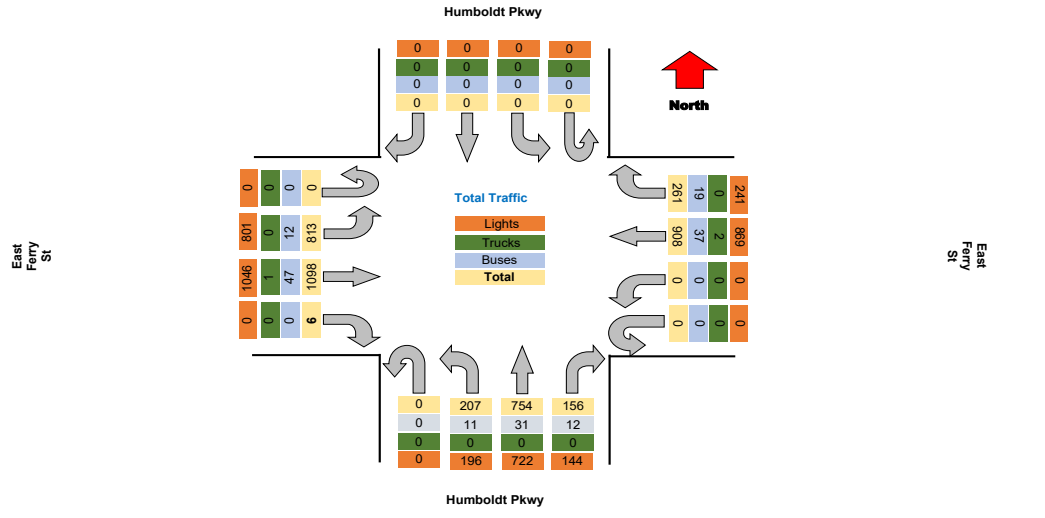 Humboldt Pkwy
0 0 0 0
0 0 0 0
0 0 0 0
0 0 0 0
North
0 0 0 0
801 0 12 813
1046 1 47 1098
0 0 0 6
East
Ferry
St
Total Traffic
Lights
Trucks
Buses
Total
261 19 0 241
908 37 2 869
0 0 0 0
0 0 0 0
East
Ferry
St
0 207 754 156
0 11 31 12
0 0 0 0
0 196 722 144
Humboldt Pkwy